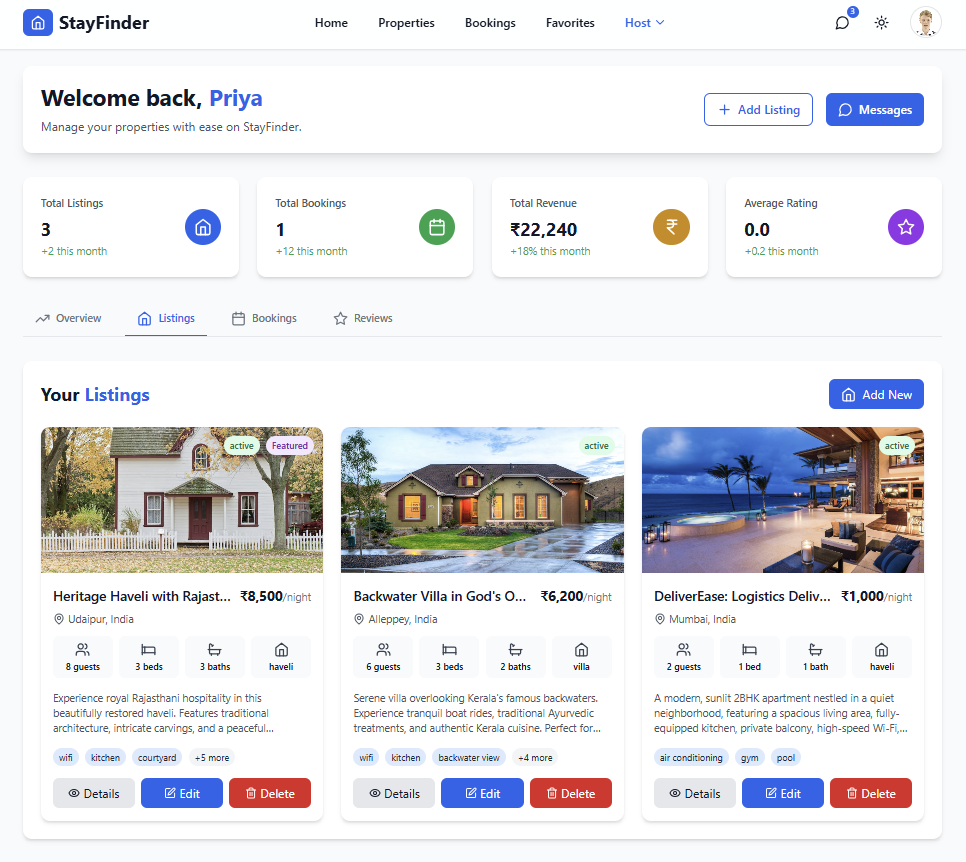 StayFinder
Home Properties Bookings Favorites Host
3
Welcome back, Priya
Manage your properties with ease on StayFinder.
Add Listing Messages
Total Listings
3
+2 this month
Total Bookings
1
+12 this month
Total Revenue
₹22,240
+18% this month
₹
Average Rating
0.0
+0.2 this month
Overview Listings Bookings Reviews
Your Listings
Add New
active Featured
Heritage Haveli with Rajast... ₹8,500/night
Udaipur, India
8 guests 3 beds 3 baths haveli
Experience royal Rajasthani hospitality in this
beautifully restored haveli. Features traditional
architecture, intricate carvings, and a peaceful...
wifi kitchen courtyard +5 more
Details Edit Delete
active
Backwater Villa in God's O... ₹6,200/night
Alleppey, India
6 guests 3 beds 2 baths villa
Serene villa overlooking Kerala's famous backwaters.
Experience tranquil boat rides, traditional Ayurvedic
treatments, and authentic Kerala cuisine. Perfect for...
wifi kitchen backwater view +4 more
Details Edit Delete
active
DeliverEase: Logistics Deliv... ₹1,000/night
Mumbai, India
2 guests 1 bed 1 bath haveli
A modern, sunlit 2BHK apartment nestled in a quiet
neighborhood, featuring a spacious living area, fully-
equipped kitchen, private balcony, high-speed Wi-Fi,...
air conditioning gym pool
Details Edit Delete